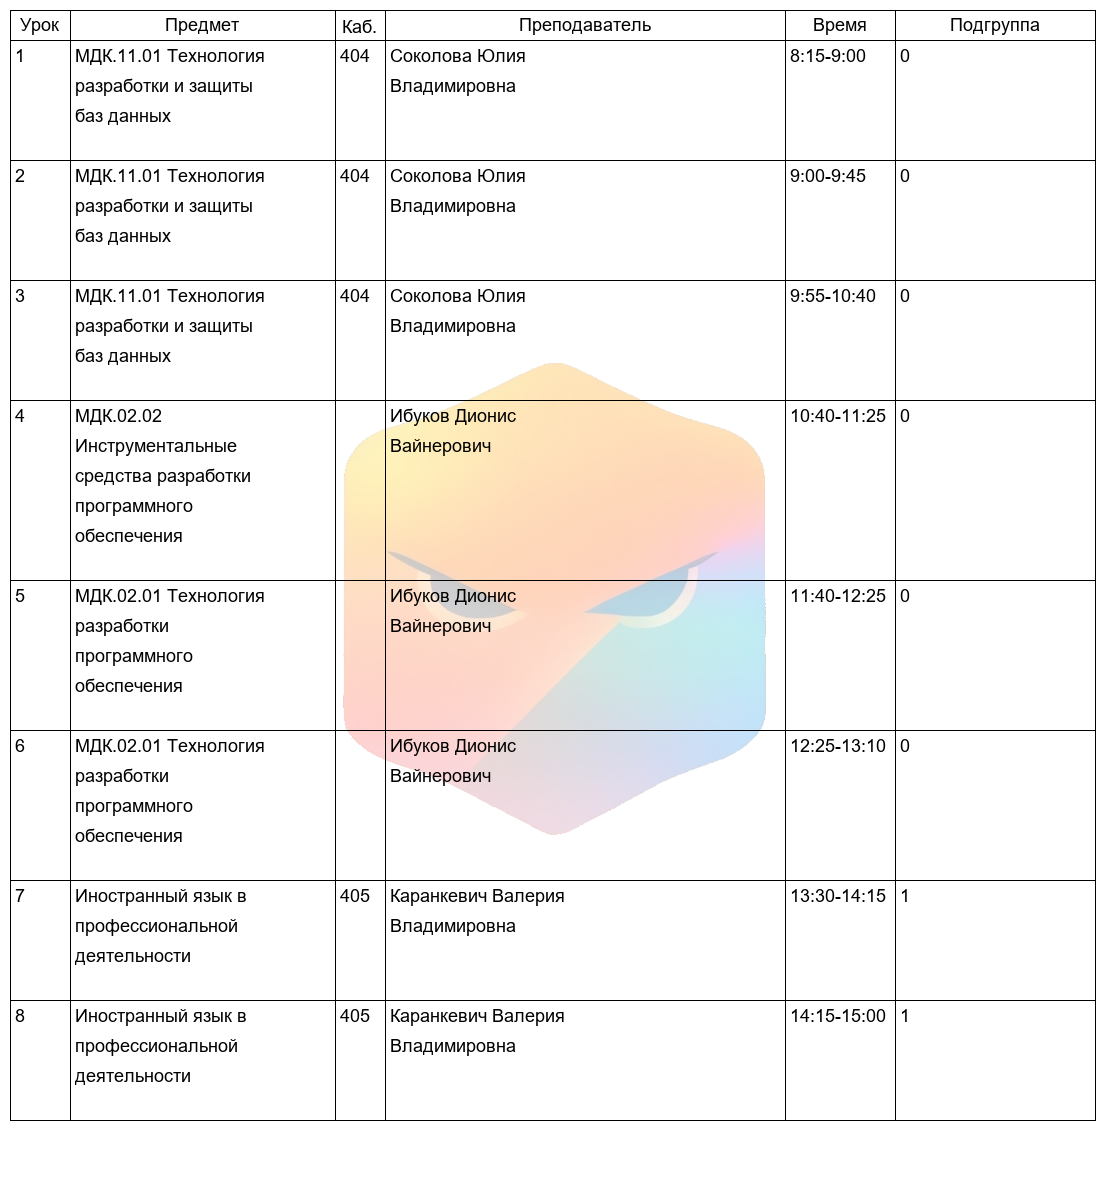 Урок Предмет Каб. Преподаватель Время Подгруппа
1 МДК.11.01 Технология 404 Соколова Юлия 8:15-9:00 0
разработки и защиты Владимировна
баз данных
2 МДК.11.01 Технология 404 Соколова Юлия 9:00-9:45 0
разработки и защиты Владимировна
баз данных
3 МДК.11.01 Технология 404 Соколова Юлия 9:55-10:40 0
разработки и защиты Владимировна
баз данных
4 МДК.02.02 Ибуков Дионис 10:40-11:25 0
Инструментальные Вайнерович
средства разработки
программного
обеспечения
5 МДК.02.01 Технология Ибуков Дионис 11:40-12:25 0
разработки Вайнерович
программного
обеспечения
6 МДК.02.01 Технология Ибуков Дионис 12:25-13:10 0
разработки Вайнерович
программного
обеспечения
7 Иностранный язык в 405 Каранкевич Валерия 13:30-14:15 1
профессиональной Владимировна
деятельности
8 Иностранный язык в 405 Каранкевич Валерия 14:15-15:00 1
профессиональной Владимировна
деятельности